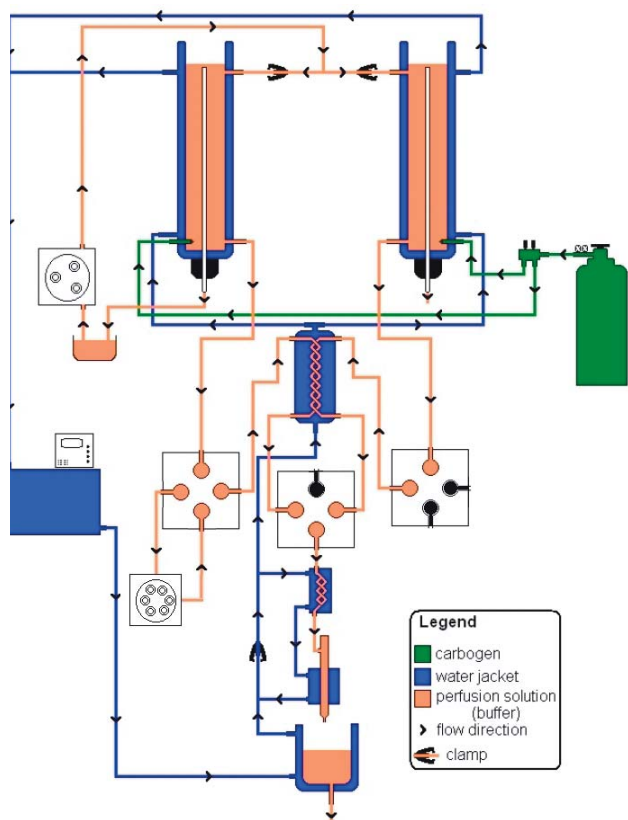 Legend
carbogen
water jacket
perfusion solution
(buffer)
flow direction
clamp